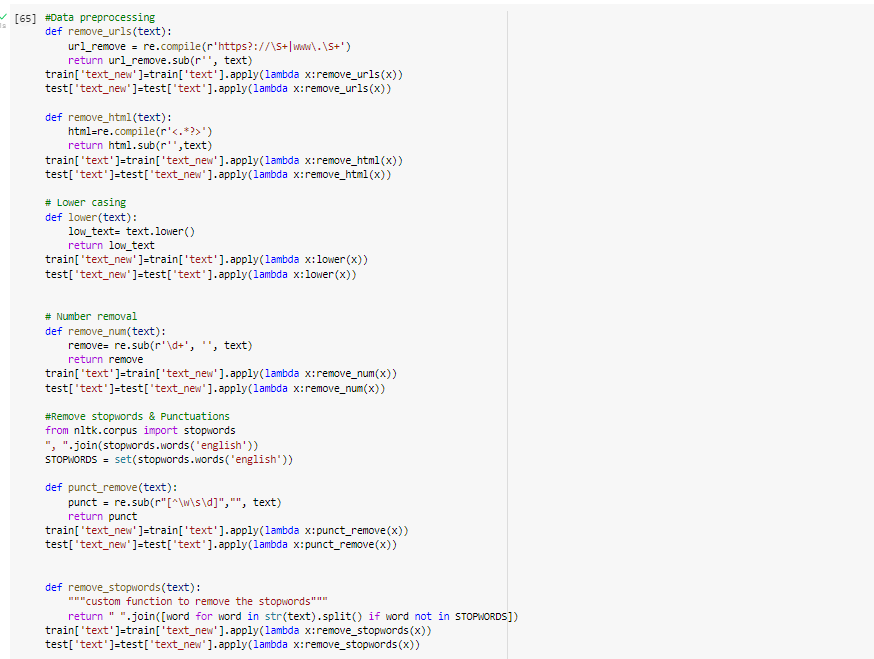 [65] #Data preprocessing
def remove_urls(text):
    url_remove = re.compile(r'https?://\S+|www\.\S+')
    return url_remove.sub(r'', text)
train['text_new']=train['text'].apply(lambda x:remove_urls(x))
test['text_new']=test['text'].apply(lambda x:remove_urls(x))

def remove_html(text):
    html=re.compile(r'<.*?>')
    return html.sub(r'',text)
train['text']=train['text_new'].apply(lambda x:remove_html(x))
test['text']=test['text_new'].apply(lambda x:remove_html(x))

# Lower casing
def lower(text):
    low_text= text.lower()
    return low_text
train['text_new']=train['text'].apply(lambda x:lower(x))
test['text_new']=test['text'].apply(lambda x:lower(x))


# Number removal
def remove_num(text):
    remove= re.sub(r'\d+', '', text)
    return remove
train['text']=train['text_new'].apply(lambda x:remove_num(x))
test['text']=test['text_new'].apply(lambda x:remove_num(x))

#Remove stopwords & Punctuations
from nltk.corpus import stopwords
", ".join(stopwords.words('english'))
STOPWORDS = set(stopwords.words('english'))

def punct_remove(text):
    punct = re.sub(r"[^\w\s\d]","", text)
    return punct
train['text_new']=train['text'].apply(lambda x:punct_remove(x))
test['text_new']=test['text'].apply(lambda x:punct_remove(x))


def remove_stopwords(text):
    """custom function to remove the stopwords"""
    return " ".join([word for word in str(text).split() if word not in STOPWORDS])
train['text']=train['text_new'].apply(lambda x:remove_stopwords(x))
test['text']=test['text_new'].apply(lambda x:remove_stopwords(x))